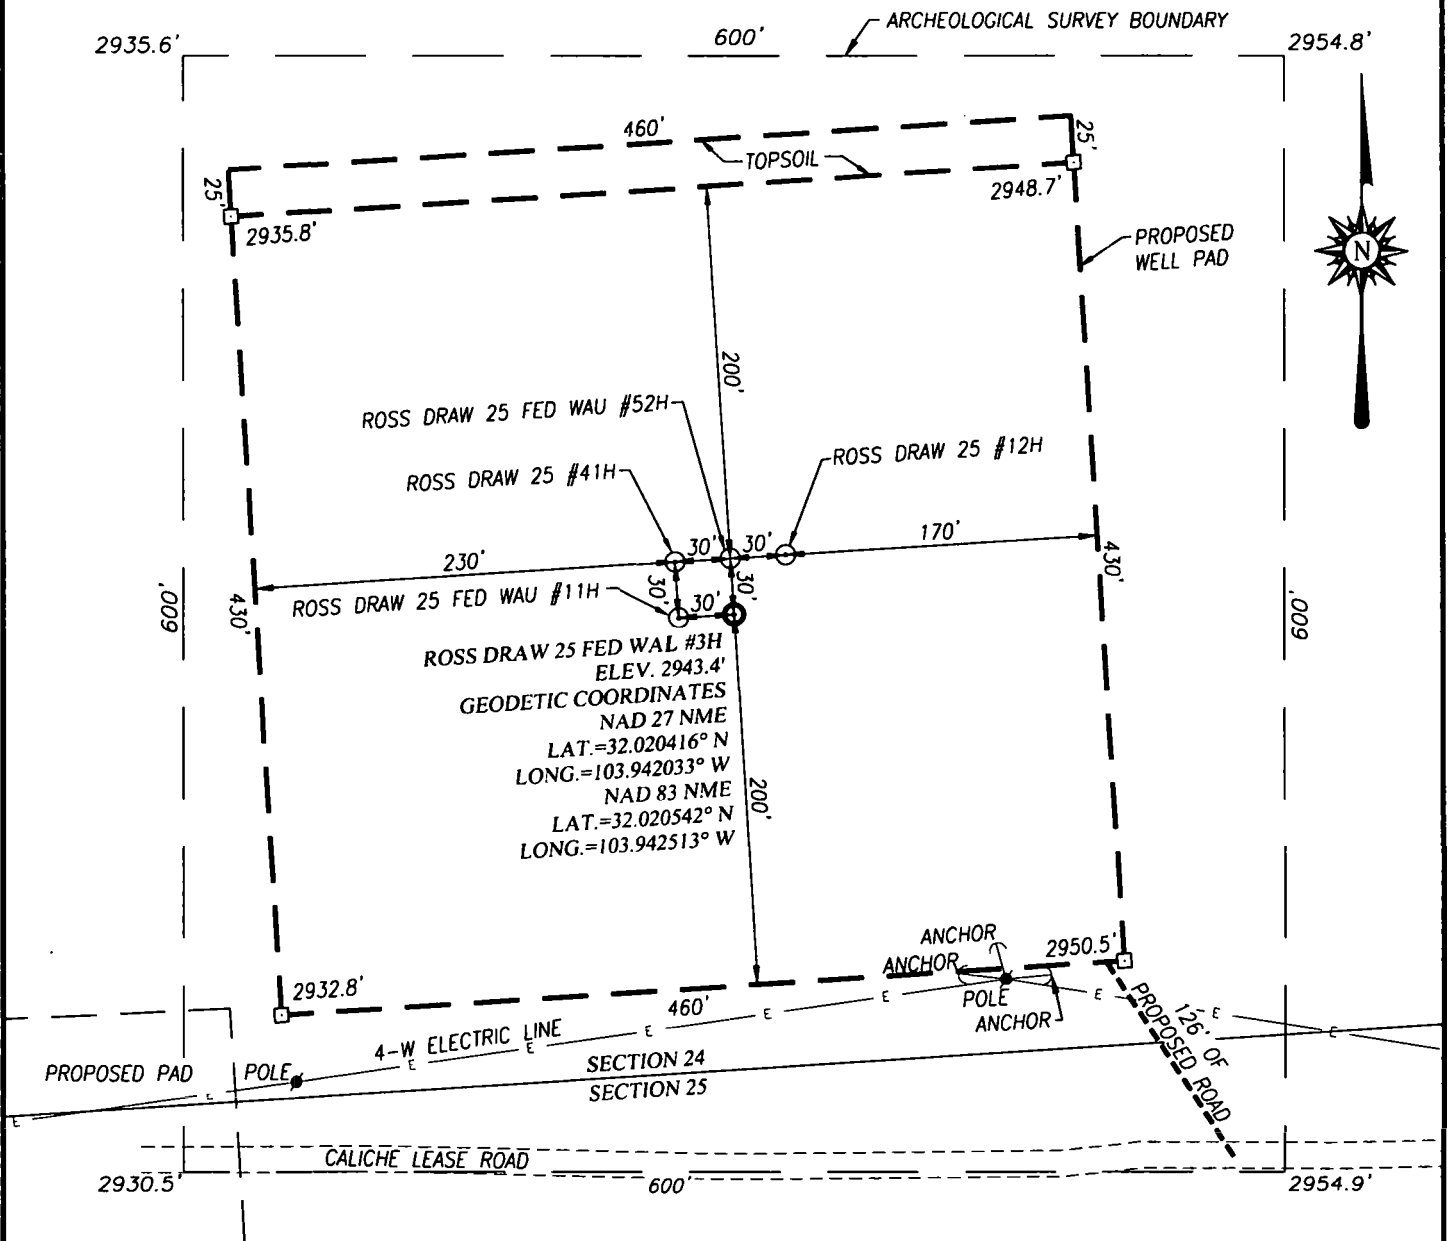 ARCHEOLOGICAL SURVEY BOUNDARY
2935.6'
600'
2954.8'
460'
25'
TOPSOIL
25'
2948.7'
2935.8'
PROPOSED
WELL PAD
N
200'
ROSS DRAW 25 FED WAU #52H
ROSS DRAW 25 #12H
ROSS DRAW 25 #41H
30'
30'
170'
230'
430'
600'
430'
600'
30'
30'
30'
ROSS DRAW 25 FED WAU #11H
ROSS DRAW 25 FED WAL #3H
ELEV. 2943.4'
GEODETIC COORDINATES
NAD 27 NME
LAT.=32.020416° N
LONG.=103.942033° W
NAD 83 NME
LAT.=32.020542° N
LONG.=103.942513° W
200'
ANCHOR
2950.5'
ANCHOR
POLE
ANCHOR
2932.8'
460'
E
E
E
E
E
E
E
E
E
4-W ELECTRIC LINE
126' OF
PROPOSED ROAD
SECTION 24
SECTION 25
PROPOSED PAD
POLE
CALICHE LEASE ROAD
2930.5'
600'
2954.9'